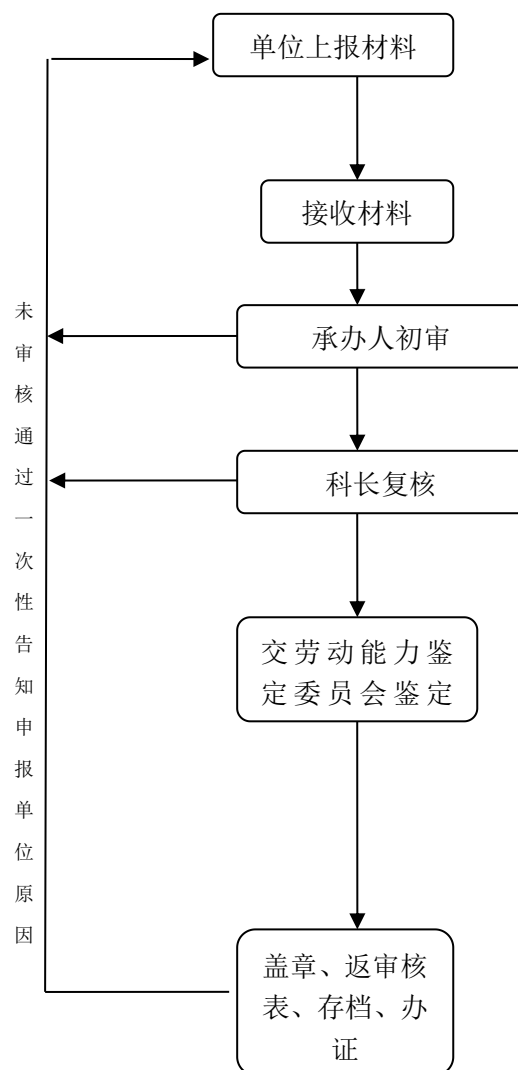 单位上报材料
接收材料
承办人初审
科长复核
交劳动能力鉴
定委员会鉴定
盖章、返审核
表、存档、办
证
未审核通过一次性告知申报单位原因